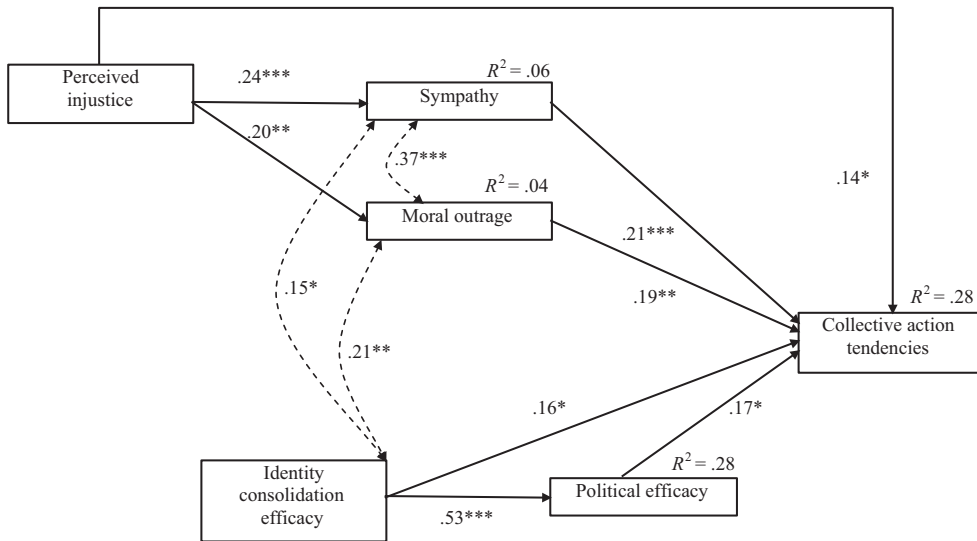 Perceived
injustice
.24***
.20**
R² = .06
Sympathy
.37***
R² = .04
Moral outrage
.14*
.21***
.19**
R² = .28
Collective action
tendencies
.15*
.21**
.16*
.17*
Identity
consolidation
efficacy
.53***
R² = .28
Political efficacy